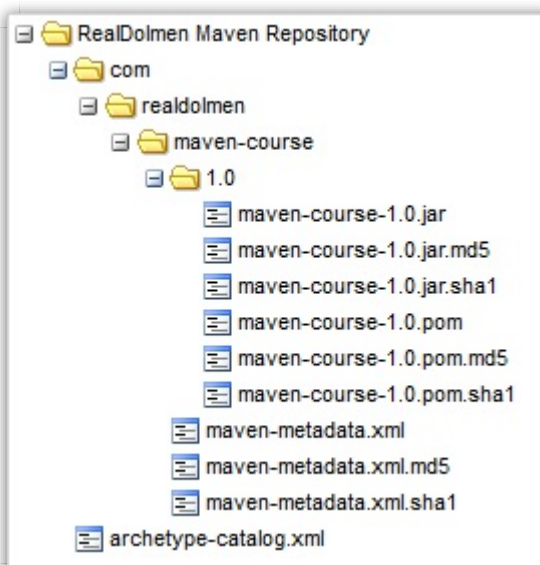 RealDolmen Maven Repository
com
realdolmen
maven-course
1.0
maven-course-1.0.jar
maven-course-1.0.jar.md5
maven-course-1.0.jar.sha1
maven-course-1.0.pom
maven-course-1.0.pom.md5
maven-course-1.0.pom.sha1
maven-metadata.xml
maven-metadata.xml.md5
maven-metadata.xml.sha1
archetype-catalog.xml